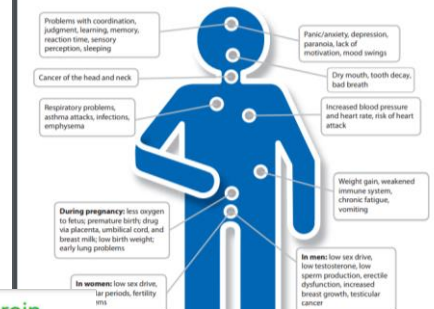 Problems with coordination,
judgment, learning, memory,
reaction time, sensory
perception, sleeping
Panic/anxiety, depression,
paranoia, lack of
motivation, mood swings
Cancer of the head and neck
Dry mouth, tooth decay,
bad breath
Respiratory problems,
asthma attacks, infections,
emphysema
Increased blood pressure
and heart rate, risk of heart
attack
Weight gain, weakened
immune system,
chronic fatigue,
vomiting
During pregnancy: less oxygen
to fetus; premature birth; drug
via placenta, umbilical cord, and
breast milk; low birth weight;
early lung problems
In women: low sex drive,
periods, fertility
In men: low sex drive,
low testosterone, low
sperm production, erectile
dysfunction, increased
breast growth, testicular
cancer